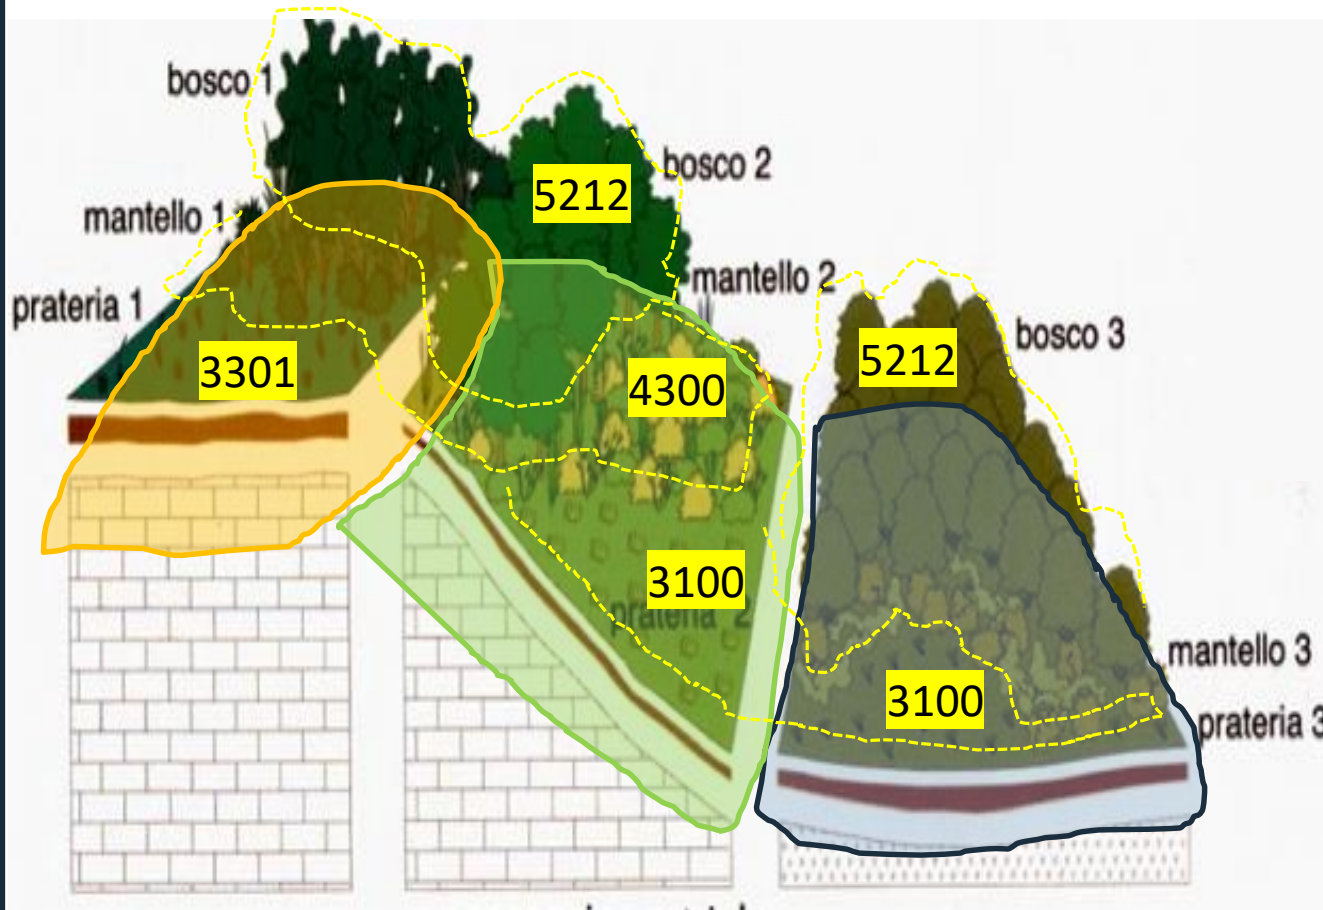 bosco 1
bosco 2
5212
mantello 1
mantello 2
prateria 1
bosco 3
5212
3301
4300
3100
prateria 2
mantello 3
3100
prateria 3